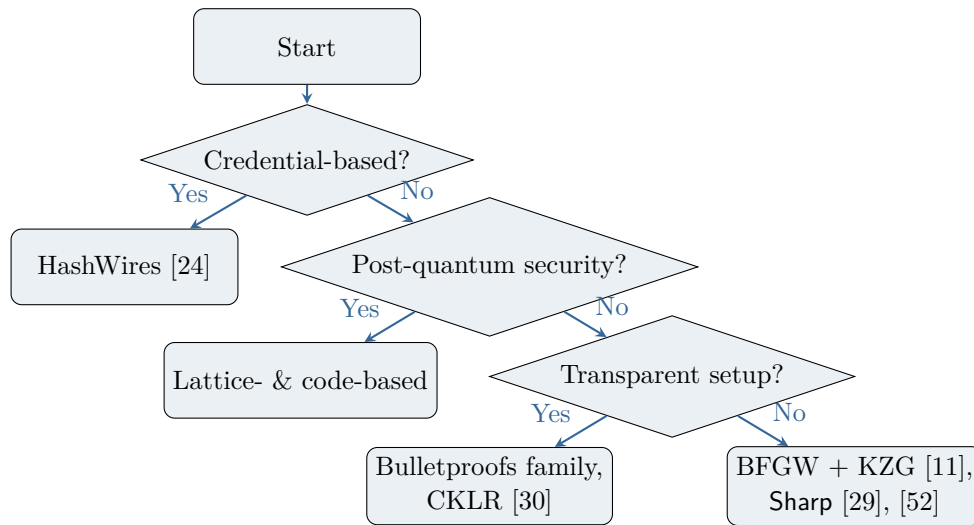 Start
Credential-based?
Yes
No
HashWires [24]
Post-quantum security?
Yes
No
Lattice- & code-based
Transparent setup?
Yes
No
Bulletproofs family,
CKLR [30]
BFGW + KZG [11],
Sharp [29], [52]